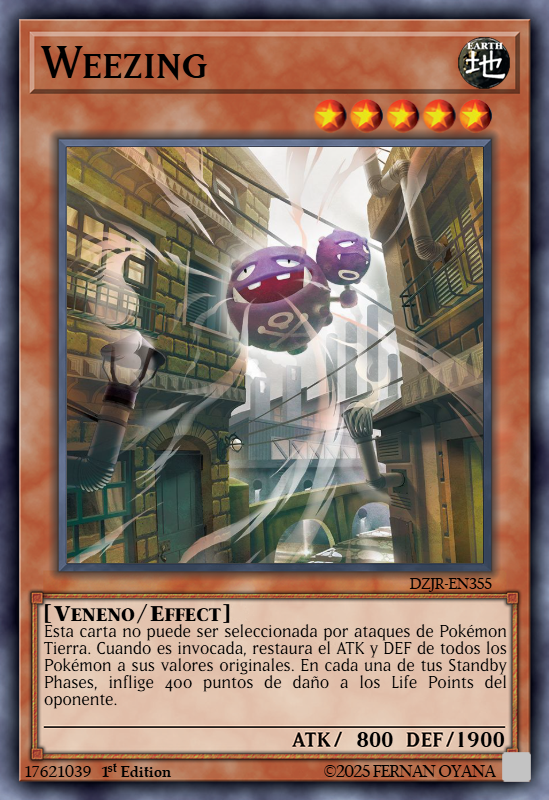 WEEZING
EARTH
地
DZJR-EN355
[VENENO/EFFECT]
Esta carta no puede ser seleccionada por ataques de Pokémon
Tierra. Cuando es invocada, restaura el ATK y DEF de todos los
Pokémon a sus valores originales. En cada una de tus Standby
Phases, inflige 400 puntos de daño a los Life Points del
oponente.
ATK/ 800 DEF/1900
17621039 1st Edition ©2025 FERNAN OYANA